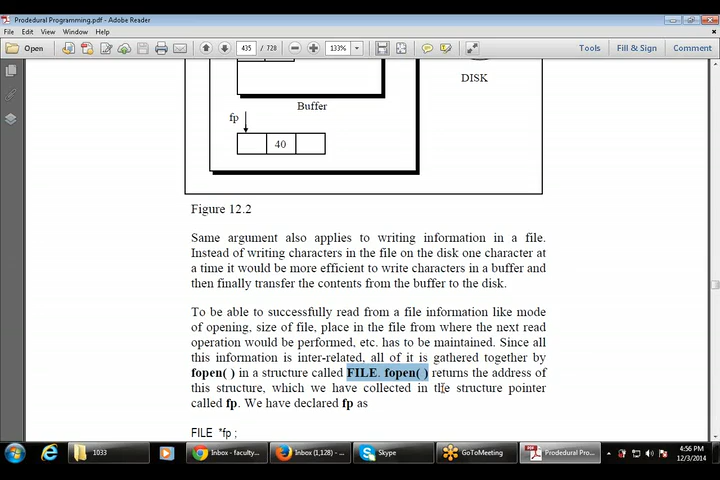 Prodedural Programming.pdf - Adobe Reader
File Edit View Window Help
Open
435 / 728
133%
Tools Fill & Sign Comment
DISK
Buffer
fp
40
Figure 12.2
Same argument also applies to writing information in a file.
Instead of writing characters in the file on the disk one character at
a time it would be more efficient to write characters in a buffer and
then finally transfer the contents from the buffer to the disk.
To be able to successfully read from a file information like mode
of opening, size of file, place in the file from where the next read
operation would be performed, etc. has to be maintained. Since all
this information is inter-related, all of it is gathered together by
fopen( ) in a structure called FILE. fopen( ) returns the address of
this structure, which we have collected in the structure pointer
called fp. We have declared fp as
FILE *fp ;
1033
Inbox - faculty...
Inbox (1,128) - ...
Skype
GoToMeeting
Prodedural Pro...
4:56 PM
12/3/2014